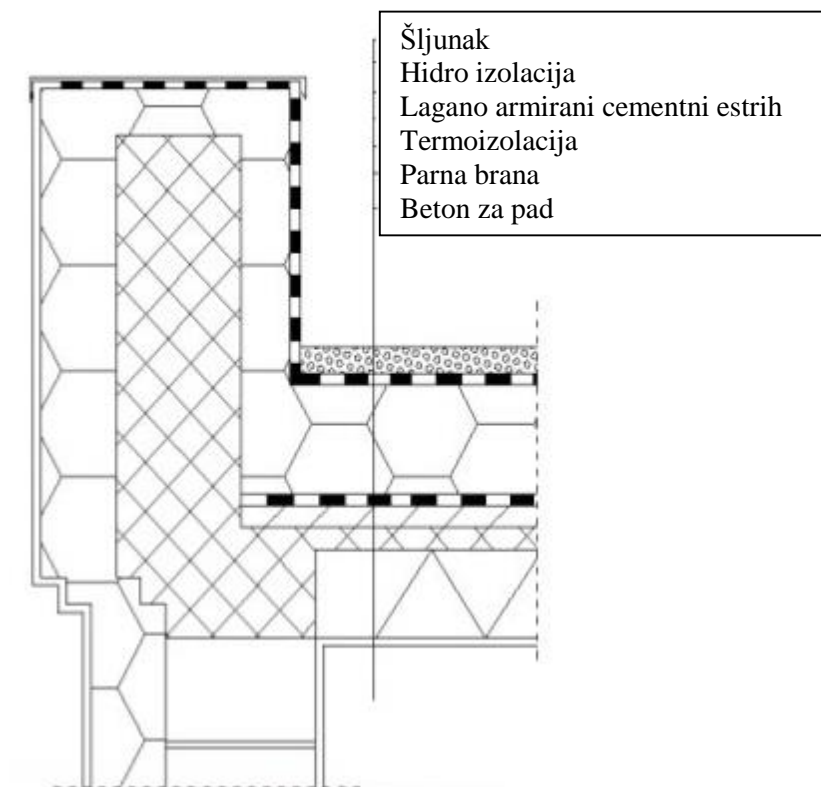 Šljunak
Hidro izolacija
Lagano armirani cementni estrih
Termoizolacija
Parna brana
Beton za pad